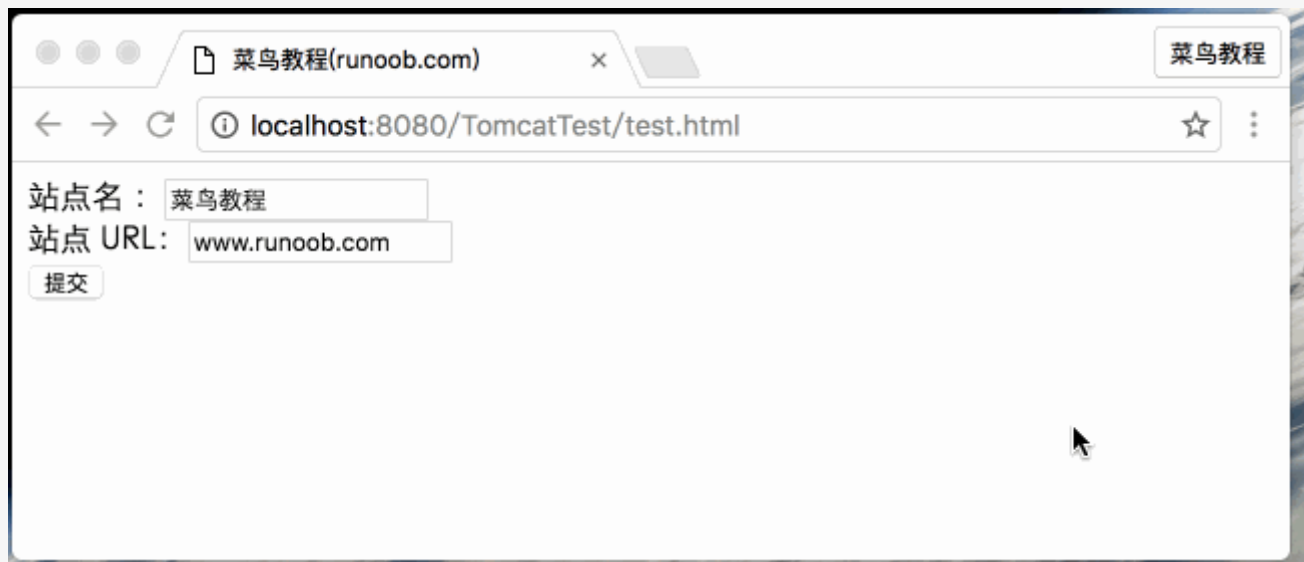 菜鸟教程(runoob.com)
菜鸟教程
localhost:8080/TomcatTest/test.html
站点名： 菜鸟教程
站点 URL： www.runoob.com
提交